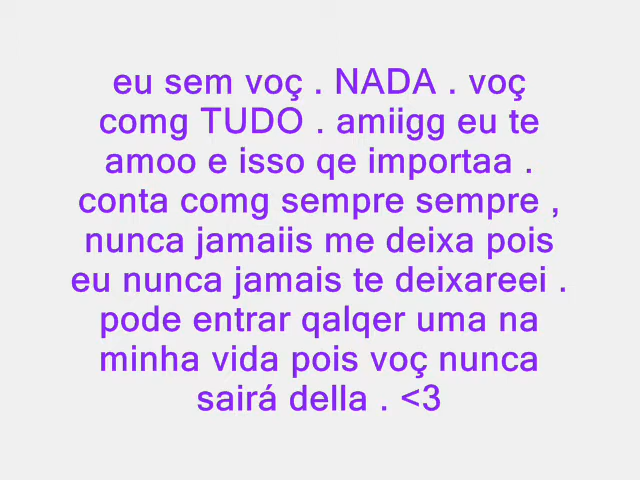 eu sem voç . NADA . voç
comg TUDO . amiigg eu te
amoo e isso qe importaa .
conta comg sempre sempre ,
nunca jamaiis me deixa pois
eu nunca jamais te deixareei .
pode entrar qalqer uma na
minha vida pois voç nunca
sairá della . <3